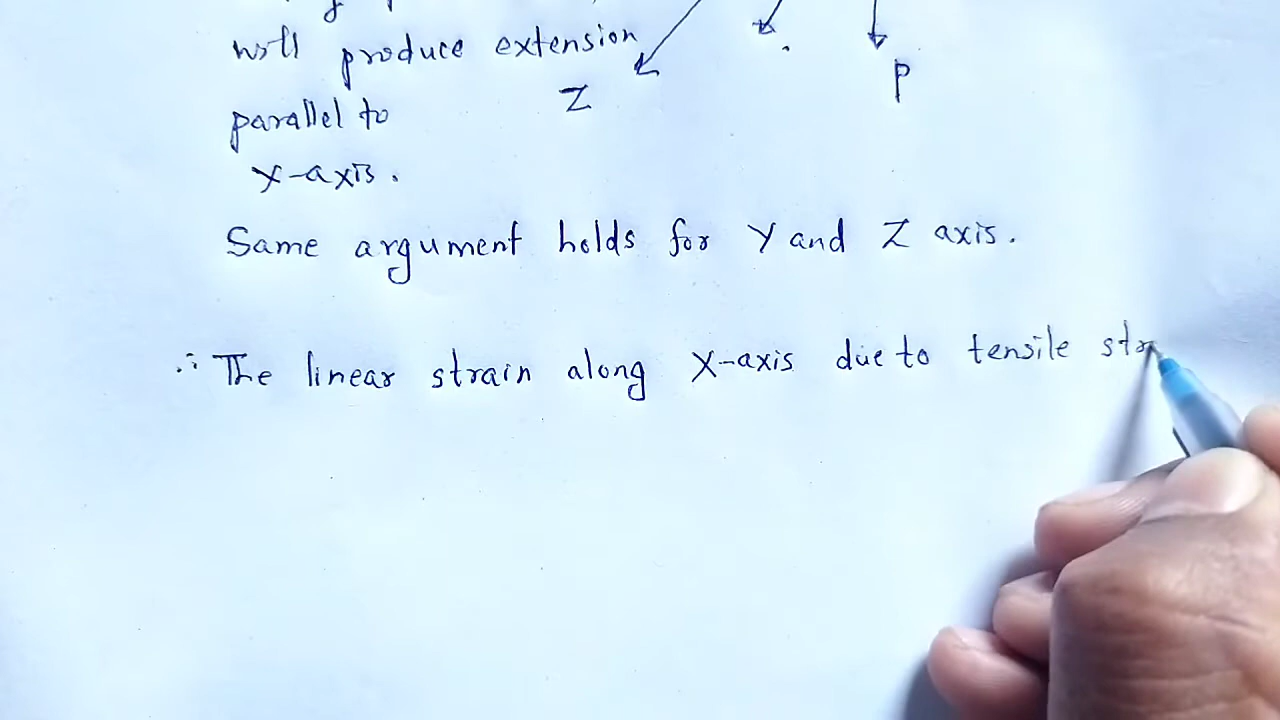 will produce extension
Z
P
parallel to
X-axis.
Same argument holds for Y and Z axis.
∴ The linear strain along X-axis due to tensile str